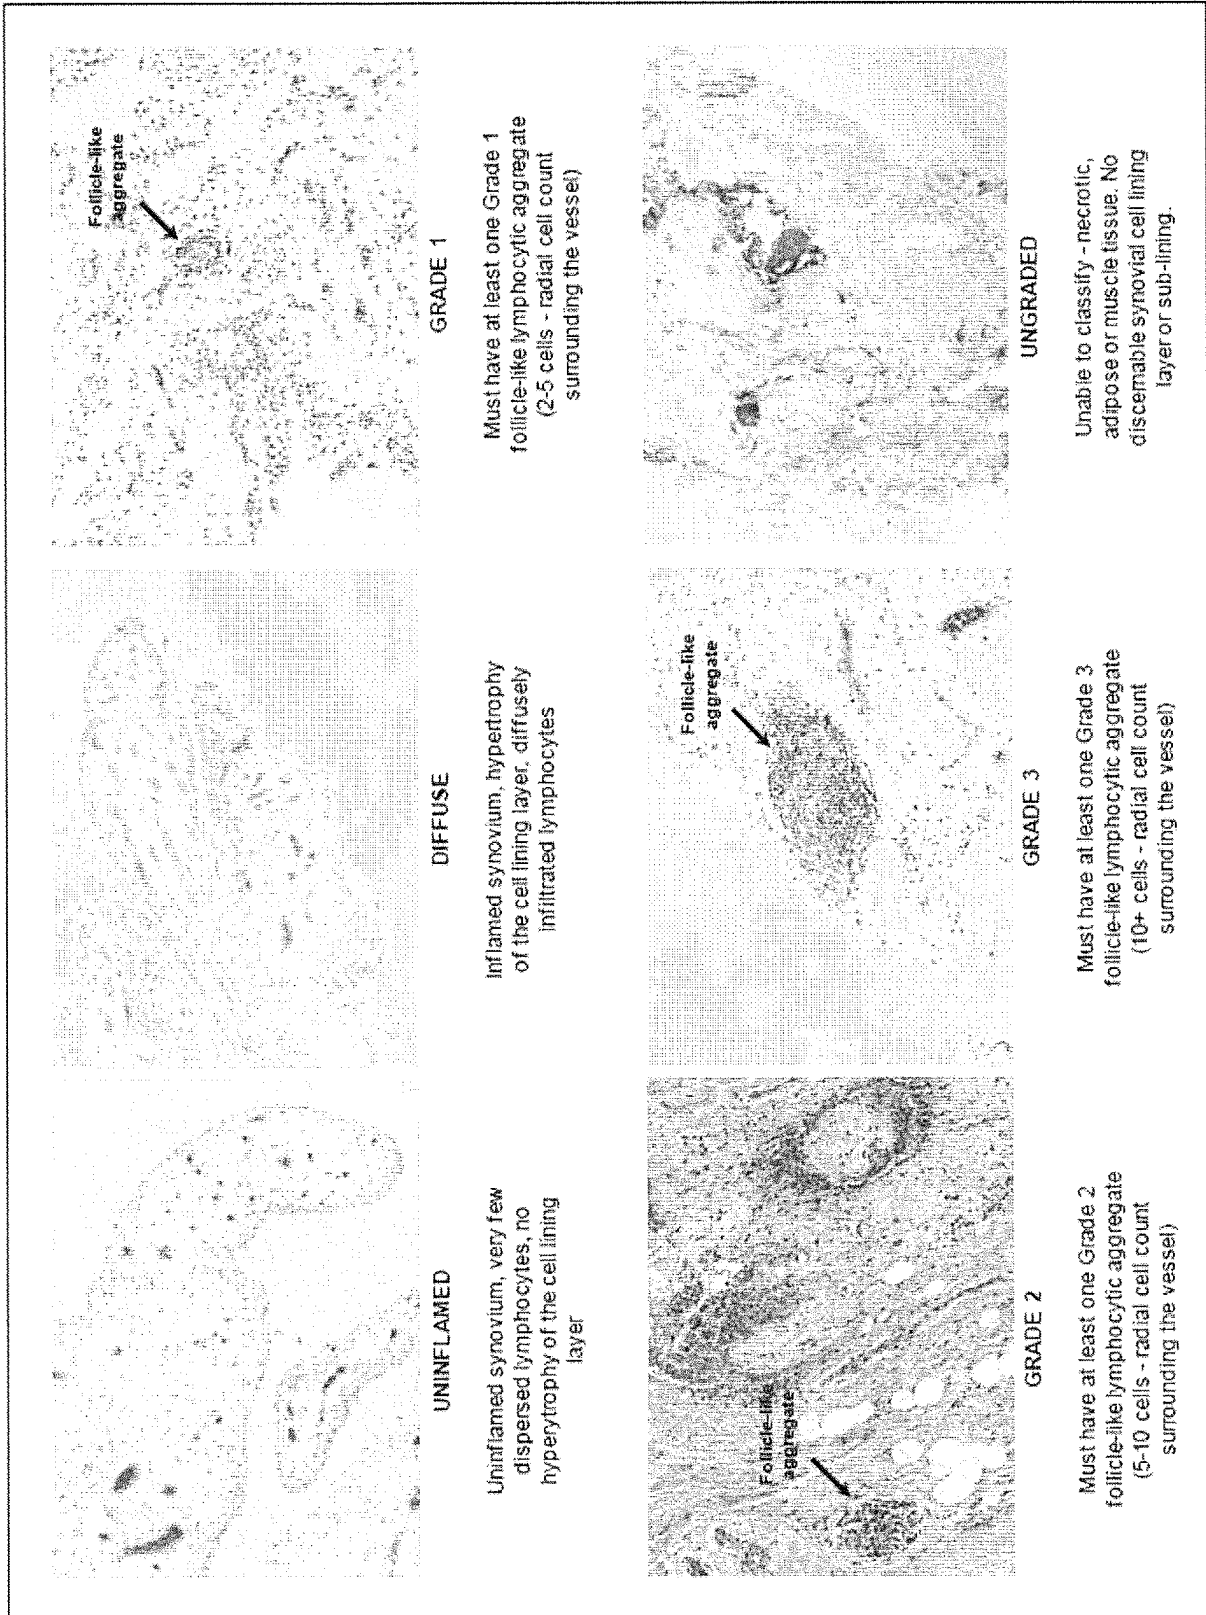 UNINFLAMED
Uninflamed synovium, very few
dispersed lymphocytes, no
hyperytrophy of the cell lining
layer
DIFFUSE
Inflamed synovium, hypertrophy
of the cell lining layer, diffusely
infiltrated lymphocytes
Follicle-like
aggregate
GRADE 1
Must have at least one Grade 1
follicle-like lymphocytic aggregate
(2-5 cells - radial cell count
surrounding the vessel)
Follicle-like
aggregate
GRADE 2
Must have at least one Grade 2
follicle-like lymphocytic aggregate
(5-10 cells - radial cell count
surrounding the vessel)
Follicle-like
aggregate
GRADE 3
Must have at least one Grade 3
follicle-like lymphocytic aggregate
(10+ cells - radial cell count
surrounding the vessel)
UNGRADED
Unable to classify - necrotic,
adipose or muscle tissue. No
discernable synovial cell lining
layer or sub-lining.